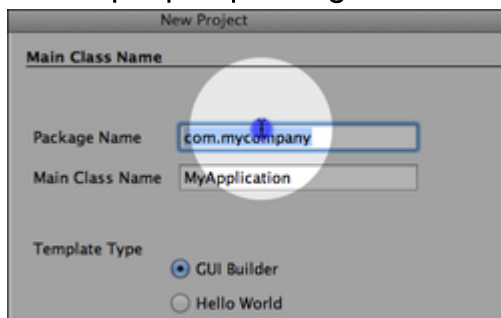 New Project
Main Class Name
Package Name com.mycompany
Main Class Name MyApplication
Template Type
GUI Builder
Hello World